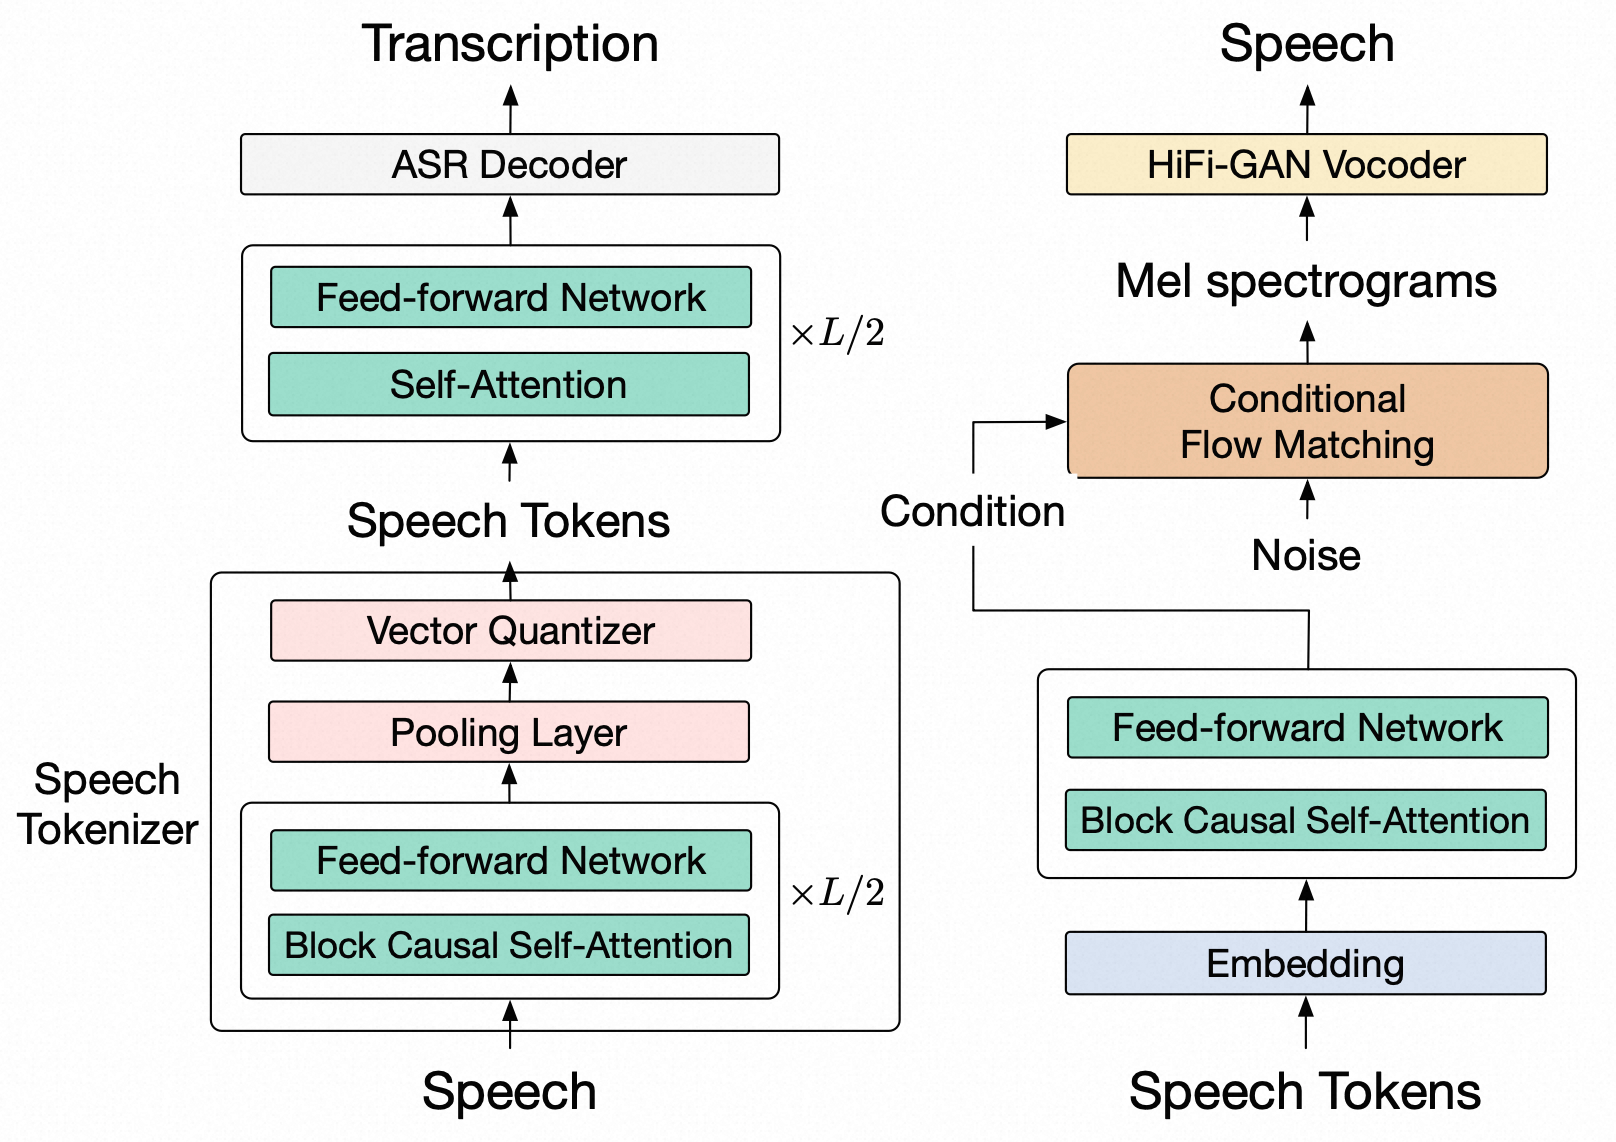 Transcription
ASR Decoder
Feed-forward Network
Self-Attention
×L/2
Speech Tokens
Vector Quantizer
Pooling Layer
Speech
Tokenizer
Feed-forward Network
Block Causal Self-Attention
×L/2
Speech
Speech
HiFi-GAN Vocoder
Mel spectrograms
Conditional
Flow Matching
Condition
Noise
Feed-forward Network
Block Causal Self-Attention
Embedding
Speech Tokens